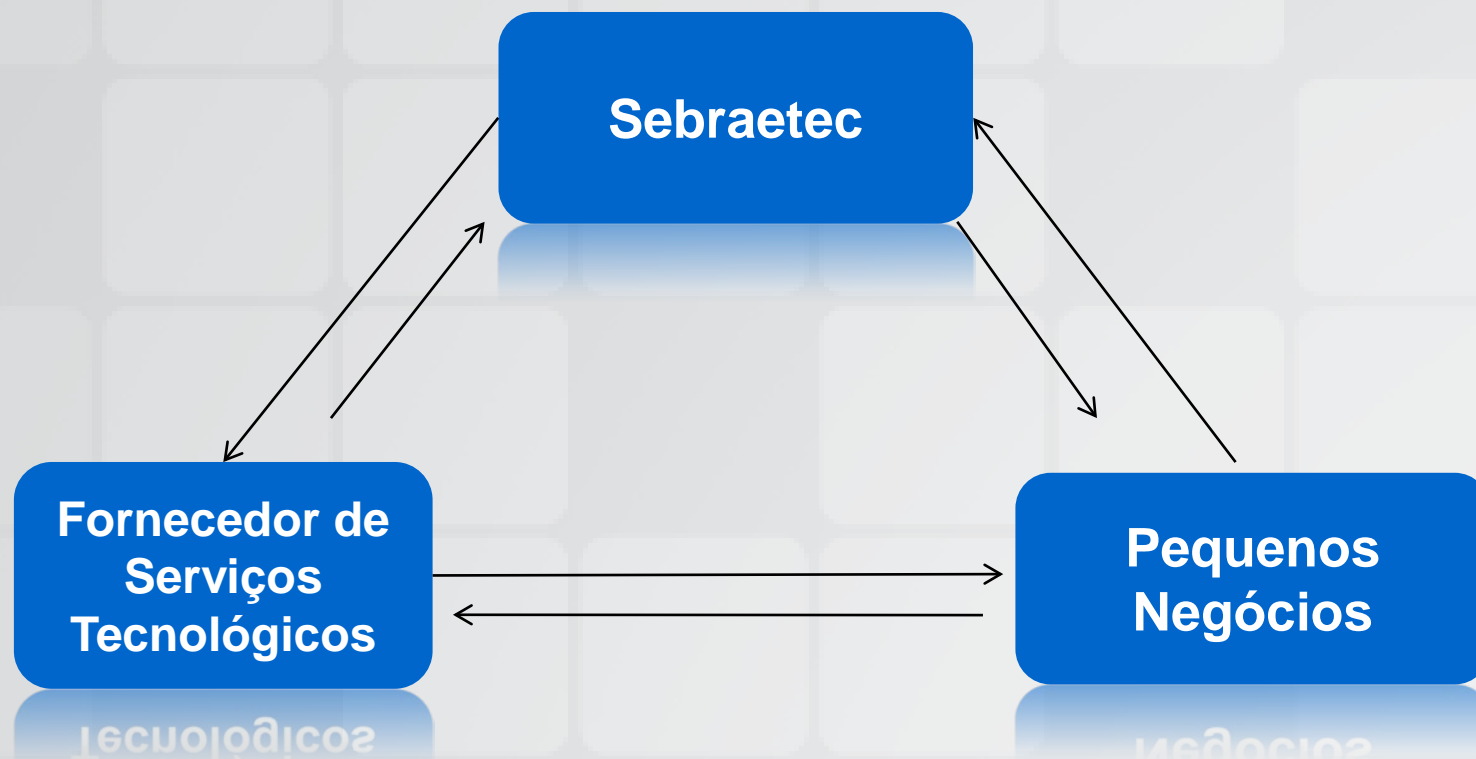 Sebraetec
Fornecedor de
Serviços
Tecnológicos
Pequenos
Negócios